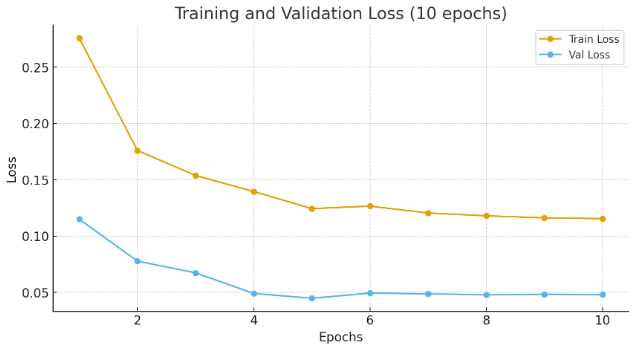 Training and Validation Loss (10 epochs)
Train Loss
Val Loss
0.25
0.20
0.15
0.10
0.05
Loss
2 4 6 8 10
Epochs